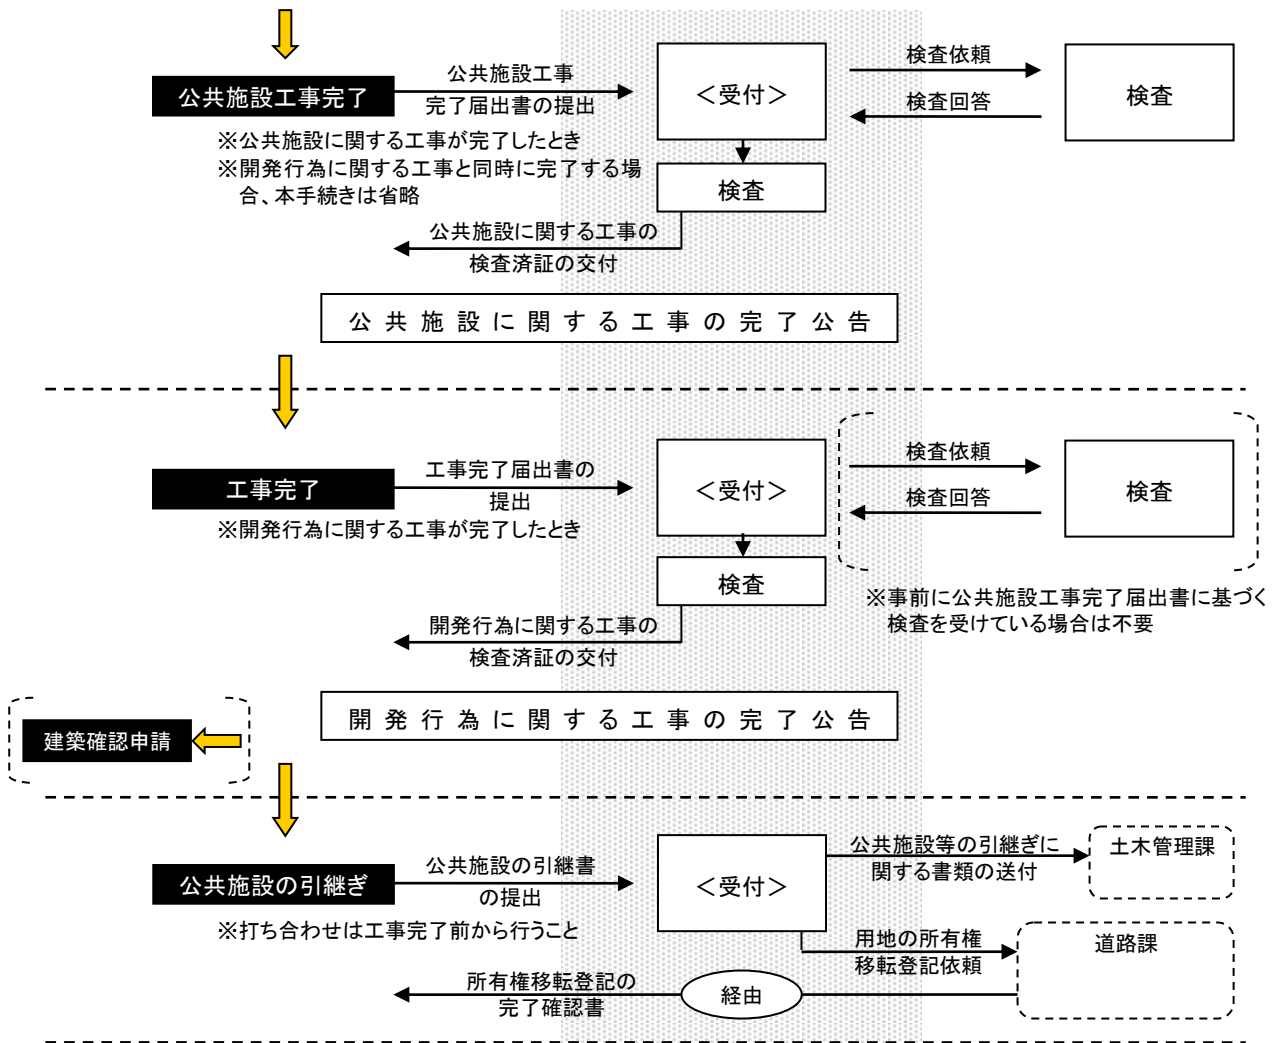 公共施設工事完了
公共施設工事
完了届出書の提出
＜受付＞
検査依頼
検査回答
検査
※公共施設に関する工事が完了したとき
※開発行為に関する工事と同時に完了する場
合、本手続きは省略
検査
公共施設に関する工事の
検査済証の交付
公共施設に関する工事の完了公告
工事完了
工事完了届出書の
提出
＜受付＞
検査依頼
検査回答
検査
※開発行為に関する工事が完了したとき
検査
※事前に公共施設工事完了届出書に基づく
検査を受けている場合は不要
開発行為に関する工事の
検査済証の交付
開発行為に関する工事の完了公告
建築確認申請
公共施設の引継ぎ
公共施設の引継書
の提出
＜受付＞
公共施設等の引継ぎに
関する書類の送付
土木管理課
※打ち合わせは工事完了前から行うこと
用地の所有権
移転登記依頼
道路課
所有権移転登記の
完了確認書
経由